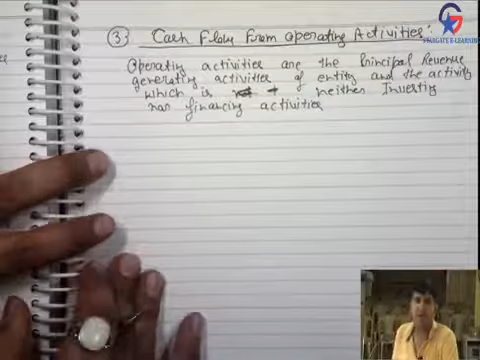 ③ Cash Flow From Operating Activities :
Operating activities are the Principal Revenue
generating activities of entity and the activity
which is neither Investig
nor financing activities